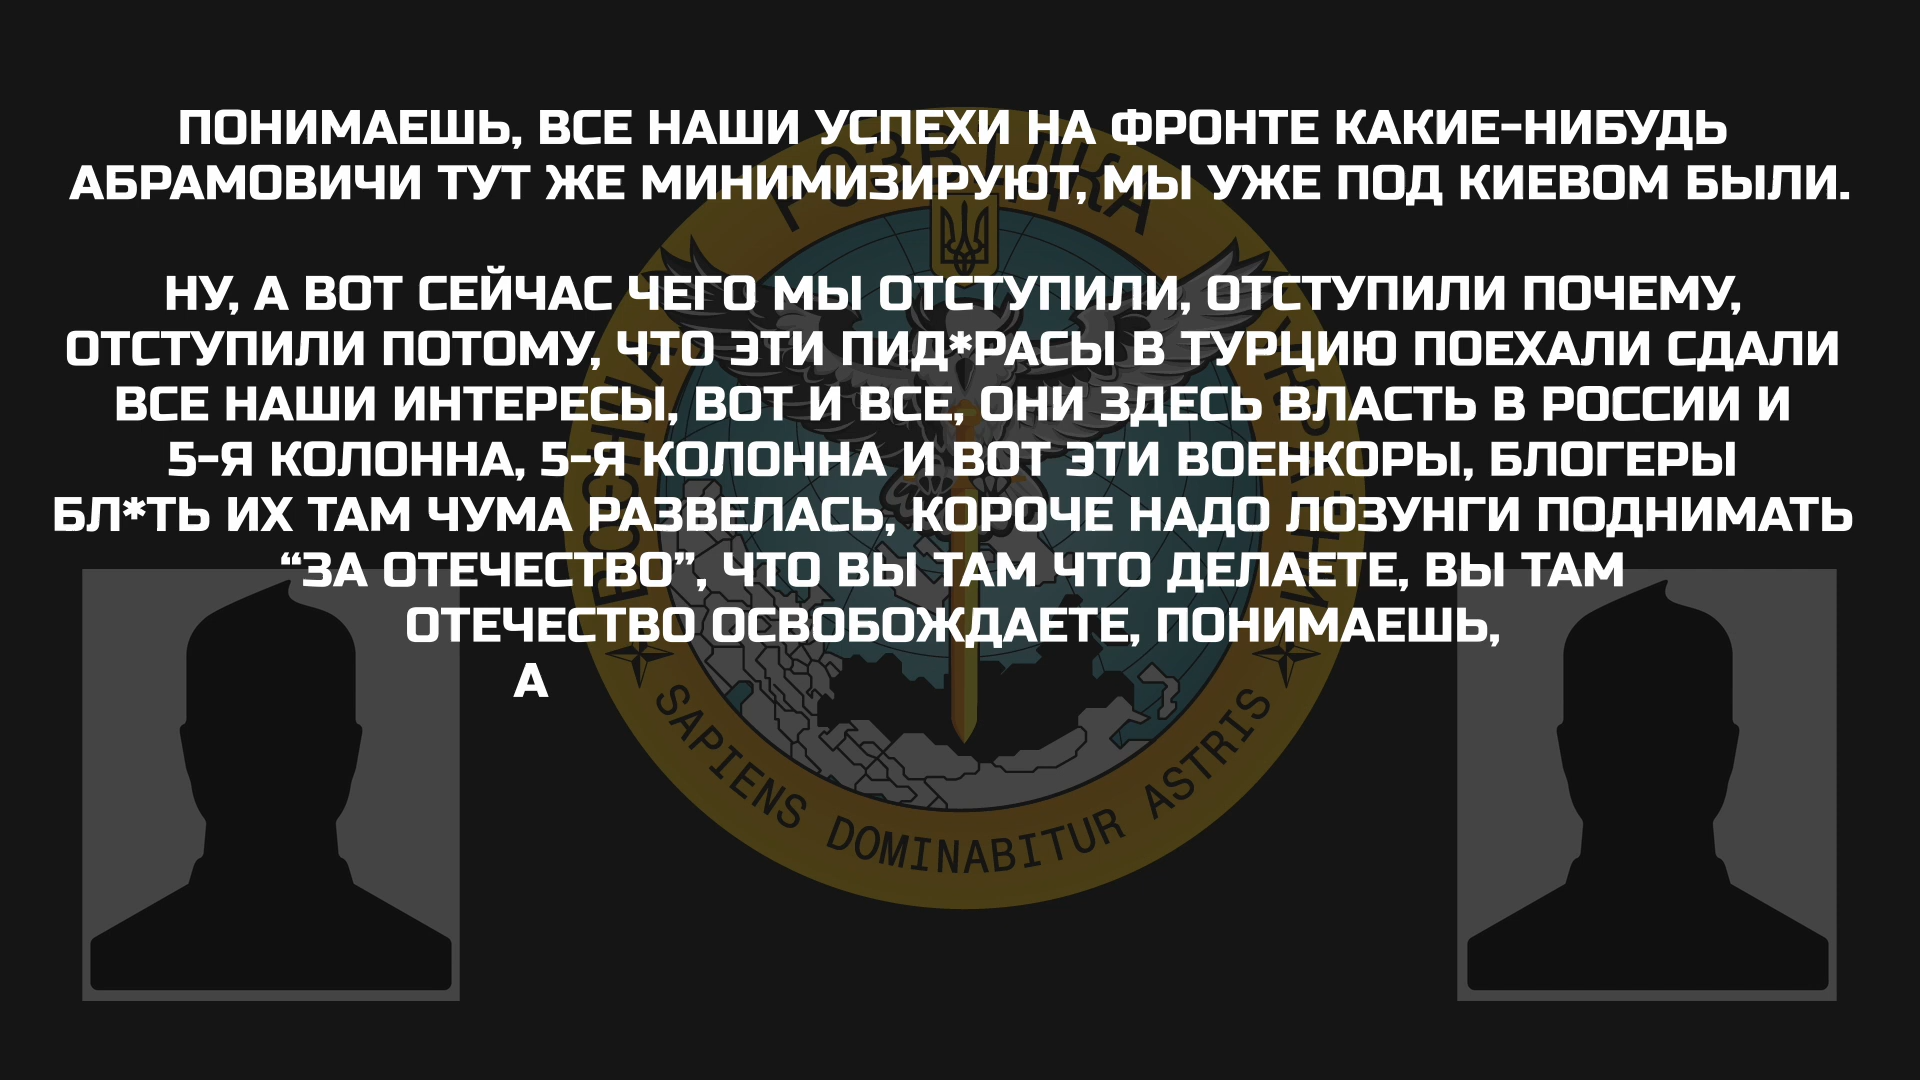 ПОНИМАЕШЬ, ВСЕ НАШИ УСПЕХИ НА ФРОНТЕ КАКИЕ-НИБУДЬ
АБРАМОВИЧИ ТУТ ЖЕ МИНИМИЗИРУЮТ, МЫ УЖЕ ПОД КИЕВОМ БЫЛИ.
НУ, А ВОТ СЕЙЧАС ЧЕГО МЫ ОТСТУПИЛИ, ОТСТУПИЛИ ПОЧЕМУ,
ОТСТУПИЛИ ПОТОМУ, ЧТО ЭТИ ПИД*РАСЫ В ТУРЦИЮ ПОЕХАЛИ СДАЛИ
ВСЕ НАШИ ИНТЕРЕСЫ, ВОТ И ВСЕ, ОНИ ЗДЕСЬ ВЛАСТЬ В РОССИИ И
5-Я КОЛОННА, 5-Я КОЛОННА И ВОТ ЭТИ ВОЕНКОРЫ, БЛОГЕРЫ
БЛ*ТЬ ИХ ТАМ ЧУМА РАЗВЕЛАСЬ, КОРОЧЕ НАДО ЛОЗУНГИ ПОДНИМАТЬ
“ЗА ОТЕЧЕСТВО”, ЧТО ВЫ ТАМ ЧТО ДЕЛАЕТЕ, ВЫ ТАМ
ОТЕЧЕСТВО ОСВОБОЖДАЕТЕ, ПОНИМАЕШЬ,
А
ВОЄННА РОЗВІДКА УКРАЇНИ
SAPIENS DOMINABITUR ASTRIS